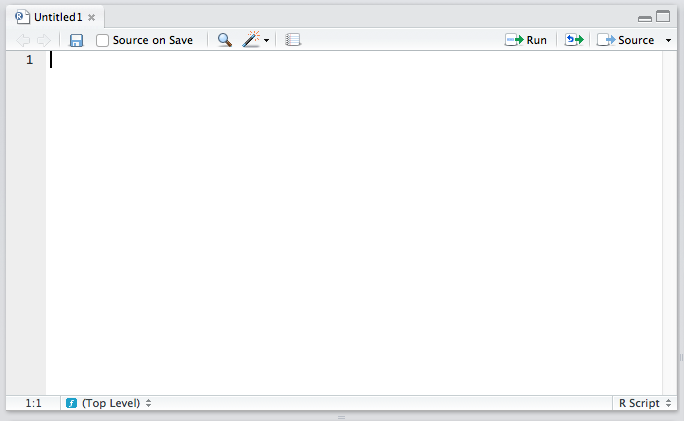 Untitled1
Source on Save Run Source
1
1:1 (Top Level) R Script